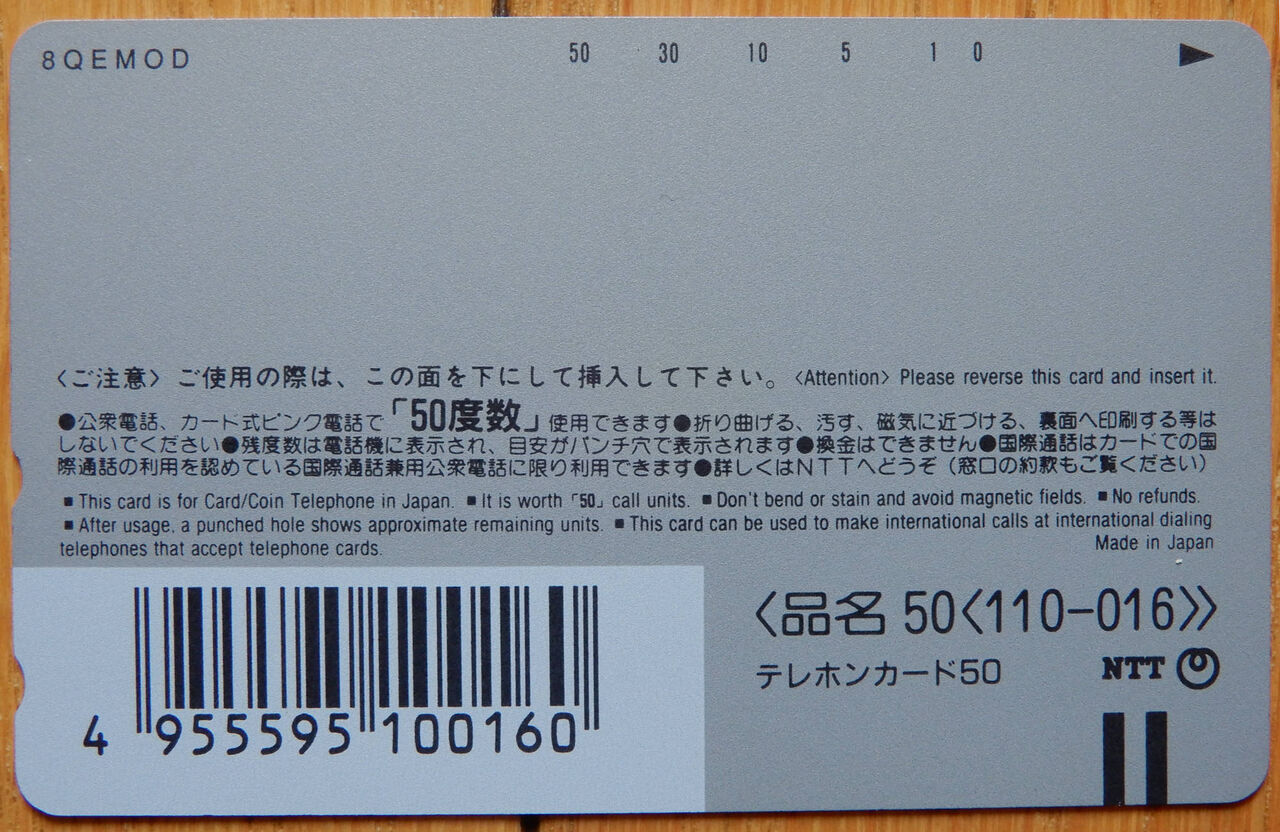 8QEMOD 50 30 10 5 1 0
〈ご注意〉ご使用の際は、この面を下にして挿入して下さい。〈Attention〉Please reverse this card and insert it.
●公衆電話、カード式ピンク電話で「50度数」使用できます●折り曲げる、汚す、磁気に近づける、裏面へ印刷する等は
しないでください●残度数は電話機に表示され、目安がパンチ穴で表示されます●換金はできません●国際通話はカードでの国
際通話の利用を認めている国際通話兼用公衆電話に限り利用できます●詳しくはNTTへどうぞ(窓口の約款もご覧ください)
■This card is for Card/Coin Telephone in Japan. ■It is worth「50」call units. ■Don't bend or stain and avoid magnetic fields. ■No refunds.
■After usage, a punched hole shows approximate remaining units. ■This card can be used to make international calls at international dialing
telephones that accept telephone cards. Made in Japan
〈品名 50〈110-016〉〉
テレホンカード50 NTT
4 955595 100160